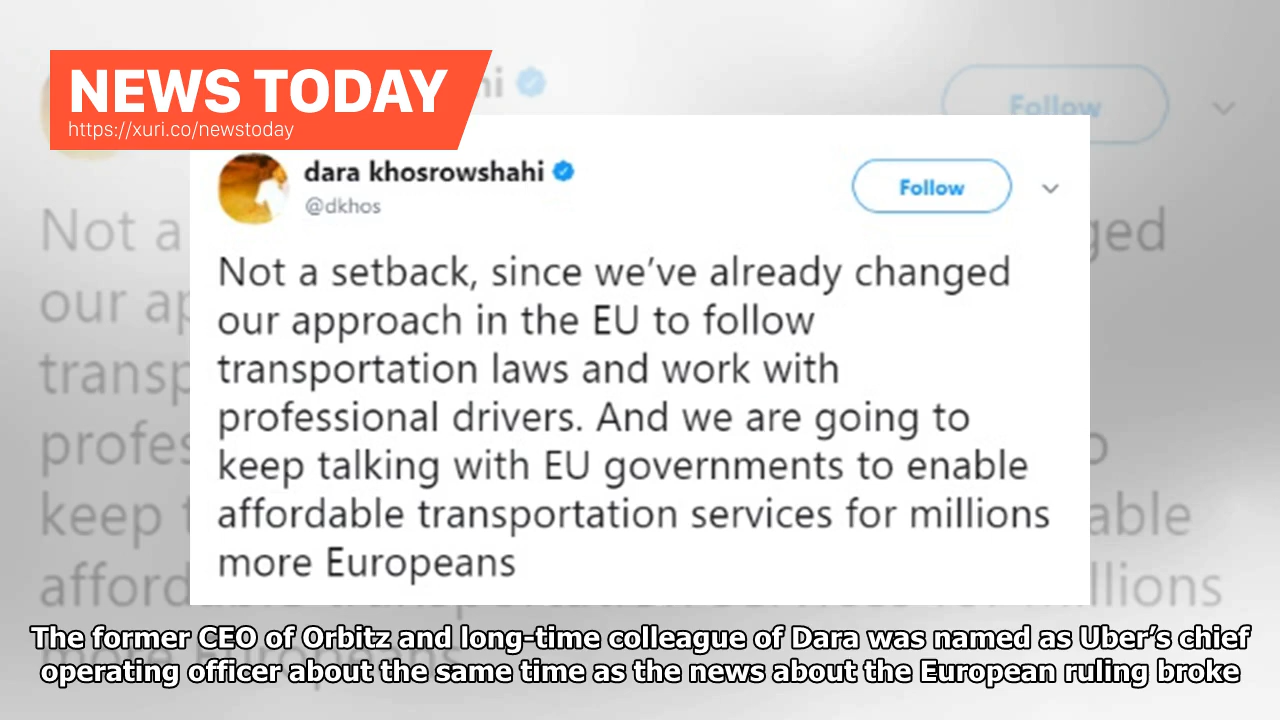 NEWS TODAY
https://xuri.co/newstoday
hi
Follow
dara khosrowshahi
@dkhos
Follow
Not a setback, since we’ve already changed
our approach in the EU to follow
transportation laws and work with
professional drivers. And we are going to
keep talking with EU governments to enable
affordable transportation services for millions
more Europeans
The former CEO of Orbitz and long-time colleague of Dara was named as Uber’s chief
operating officer about the same time as the news about the European ruling broke